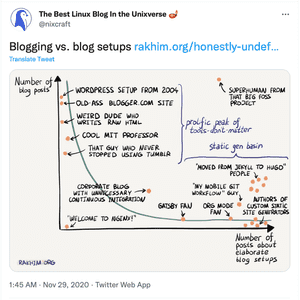 The Best Linux Blog In the Unixverse
@nixcraft
Blogging vs. blog setups rakhim.org/honestly-undef...
Translate Tweet
Number of
blog posts
WORDPRESS SETUP FROM 2004
OLD-ASS BLOGGER.COM SITE
WEIRD DUDE WHO
WRITES RAW HTML
COOL MIT PROFESSOR
THAT GUY WHO NEVER
STOPPED USING TUMBLR
SUPERHUMAN FROM
THAT BIG FOSS
PROJECT
prolific peak of
tools-don't-matter
static gen basin
"MOVED FROM JEKYLL TO HUGO"
PEOPLE
CORPORATE BLOG
WITH UNNECESSARY
CONTINUOUS INTEGRATION
"MY MOBILE GIT
WORKFLOW" GUY
"WELCOME TO NGINX!"
GATSBY FAN
ORG MODE
FAN
AUTHORS OF
CUSTOM STATIC
SITE GENERATORS
Number of
posts about
elaborate
blog setups
RAKHIM.ORG
1:45 AM · Nov 29, 2020 · Twitter Web App